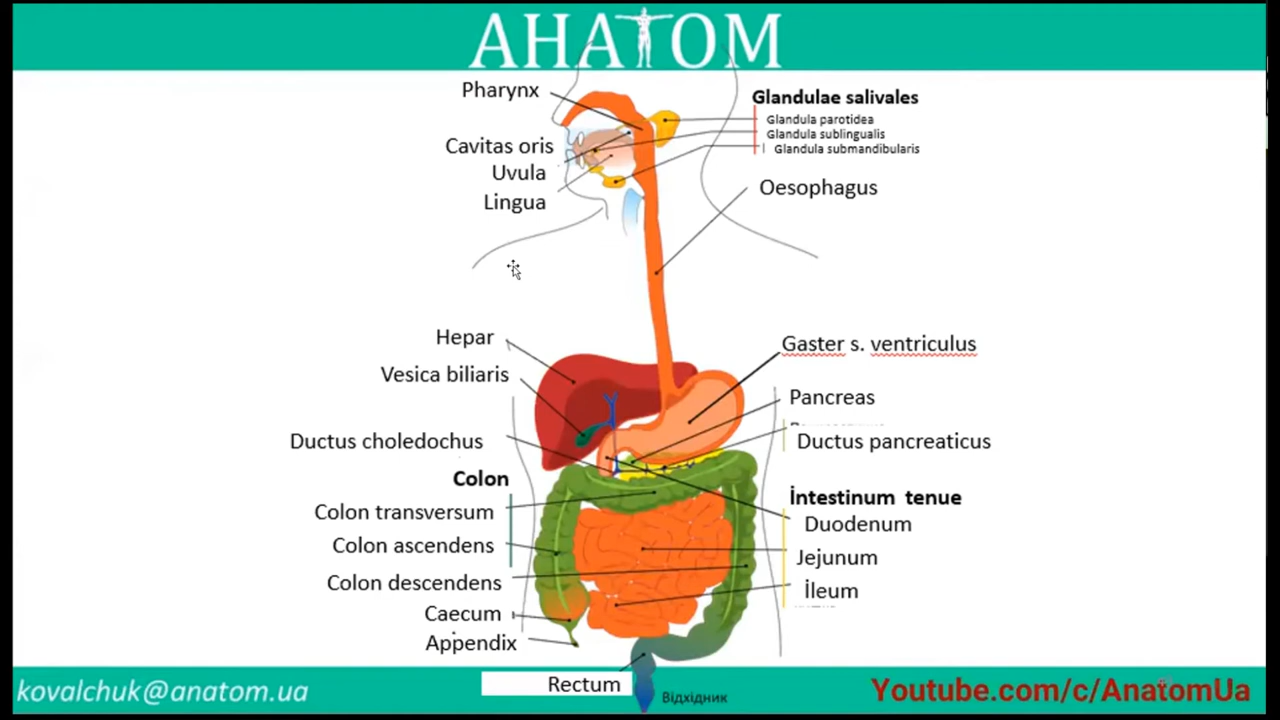 АНАТОМ
Pharynx
Cavitas oris
Uvula
Lingua
Glandulae salivales
Glandula parotidea
Glandula sublingualis
Glandula submandibularis
Oesophagus
Hepar
Vesica biliaris
Ductus choledochus
Colon
Colon transversum
Colon ascendens
Colon descendens
Caecum
Appendix
Rectum
Gaster s. ventriculus
Pancreas
Ductus pancreaticus
İntestinum tenue
Duodenum
Jejunum
İleum
Відхідник
kovalchuk@anatom.ua
Youtube.com/c/AnatomUa